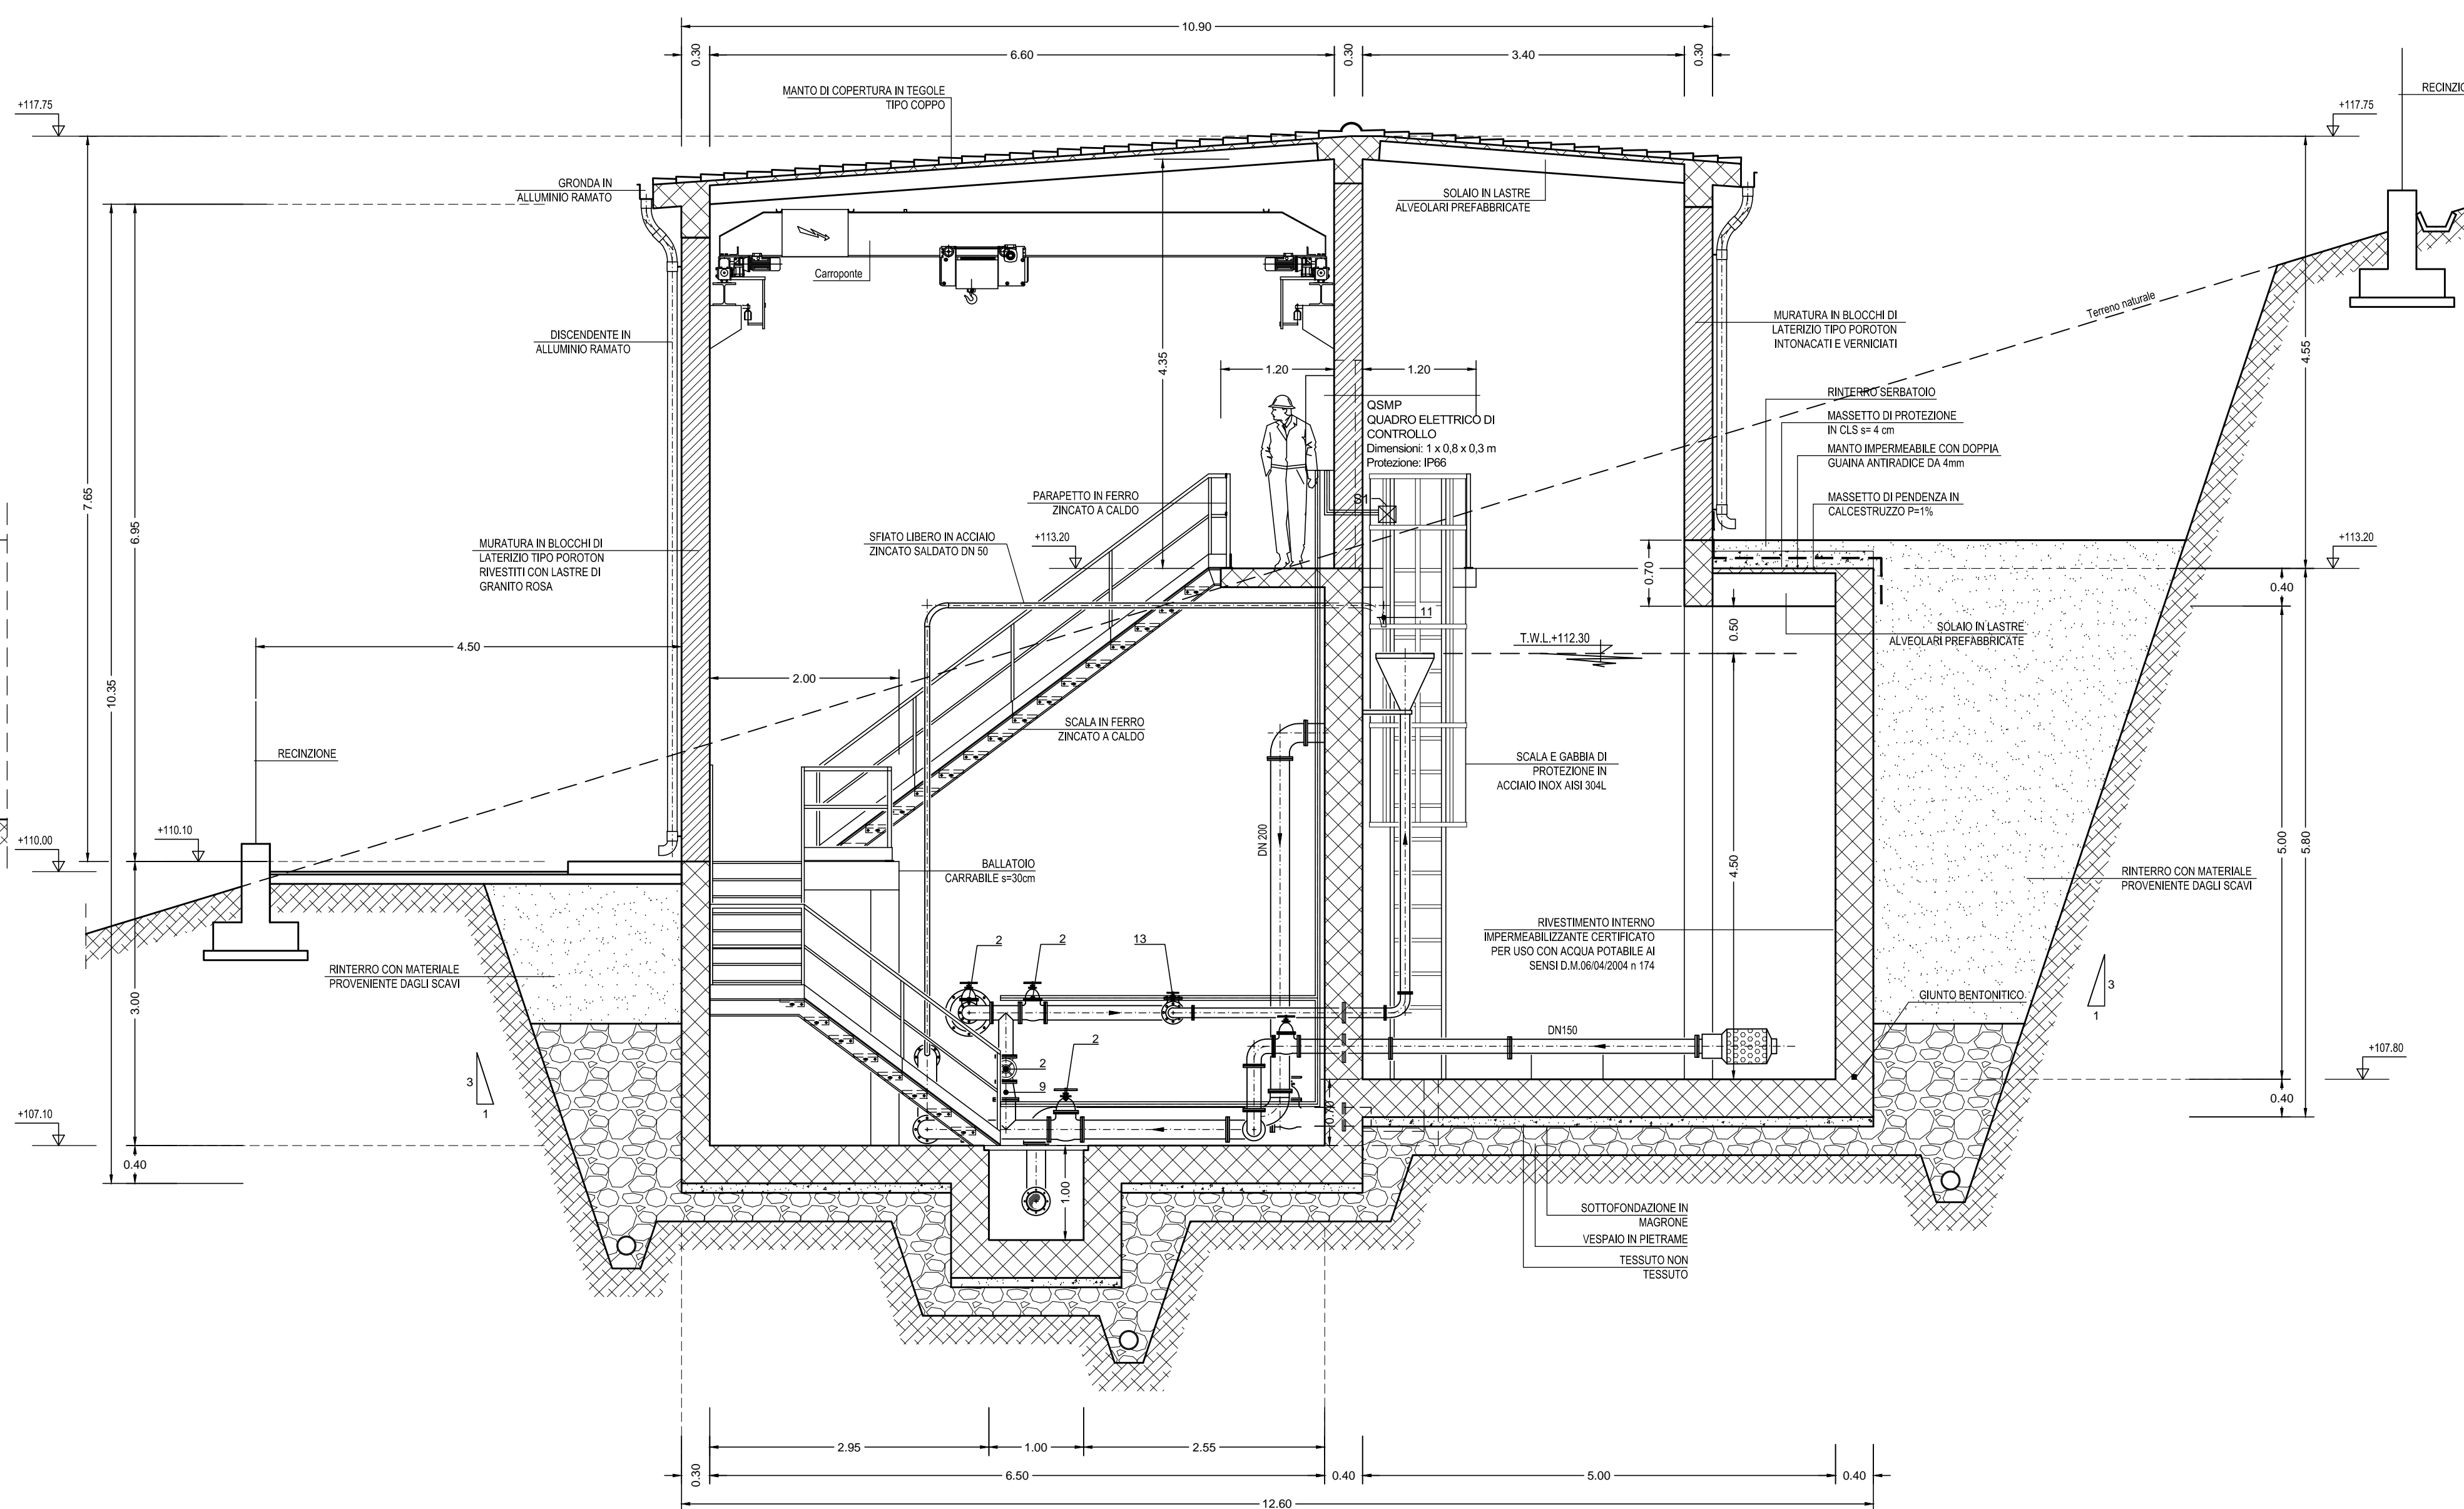 10.90
0.30
6.60
0.30
3.40
0.30
MANTO DI COPERTURA IN TEGOLE
TIPO COPPO
+117.75
+117.75
GRONDA IN
ALLUMINIO RAMATO
SOLAIO IN LASTRE
ALVEOLARI PREFABBRICATE
Carroponte
Terreno naturale
DISCENDENTE IN
ALLUMINIO RAMATO
MURATURA IN BLOCCHI DI
LATERIZIO TIPO POROTON
INTONACATI E VERNICIATI
4.35
4.55
1.20
1.20
RINTERRO SERBATOIO
QSMP
QUADRO ELETTRICO DI
CONTROLLO
Dimensioni: 1 x 0,8 x 0,3 m
Protezione: IP66
MASSETTO DI PROTEZIONE
IN CLS s= 4 cm
MANTO IMPERMEABILE CON DOPPIA
GUAINA ANTIRADICE DA 4mm
MASSETTO DI PENDENZA IN
CALCESTRUZZO P=1%
7.65
6.95
PARAPETTO IN FERRO
ZINCATO A CALDO
S1
SFIATO LIBERO IN ACCIAIO
ZINCATO SALDATO DN 50
+113.20
+113.20
MURATURA IN BLOCCHI DI
LATERIZIO TIPO POROTON
RIVESTITI CON LASTRE DI
GRANITO ROSA
0.70
0.40
11
0.50
SOLAIO IN LASTRE
ALVEOLARI PREFABBRICATE
T.W.L.+112.30
4.50
2.00
10.35
SCALA IN FERRO
ZINCATO A CALDO
RECINZIONE
SCALA E GABBIA DI
PROTEZIONE IN
ACCIAIO INOX AISI 304L
DN 200
+110.10
+110.00
BALLATOIO
CARRABILE s=30cm
4.50
5.00
5.80
RINTERRO CON MATERIALE
PROVENIENTE DAGLI SCAVI
RIVESTIMENTO INTERNO
IMPERMEABILIZZANTE CERTIFICATO
PER USO CON ACQUA POTABILE AI
SENSI D.M.06/04/2004 n 174
2
2
13
RINTERRO CON MATERIALE
PROVENIENTE DAGLI SCAVI
3.00
GIUNTO BENTONITICO
3
1
DN150
2
2
9
3
1
+107.80
0.40
+107.10
0.70
0.40
1.00
SOTTOFONDAZIONE IN
MAGRONE
VESPAIO IN PIETRAME
TESSUTO NON
TESSUTO
2.95
1.00
2.55
0.30
6.50
0.40
5.00
0.40
12.60